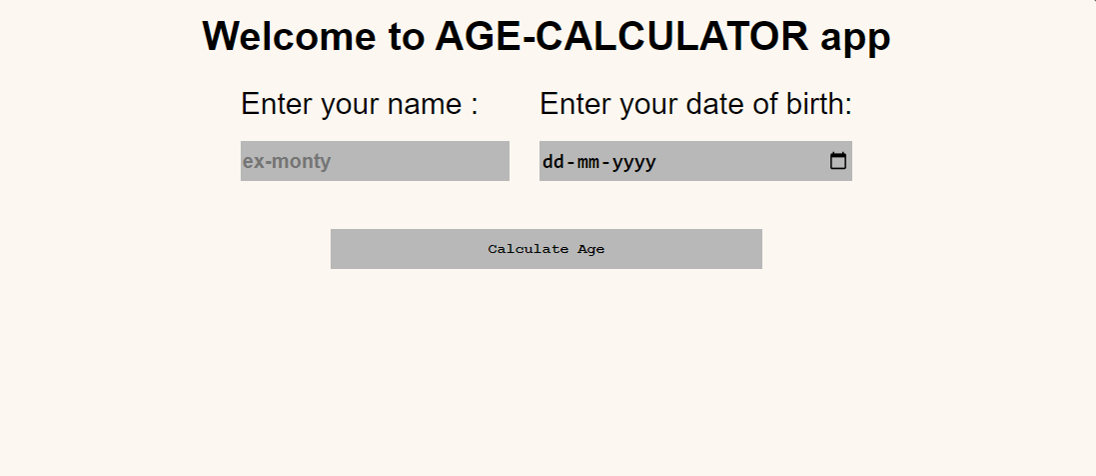 Welcome to AGE-CALCULATOR app
Enter your name :
ex-monty
Enter your date of birth:
dd-mm-yyyy
Calculate Age